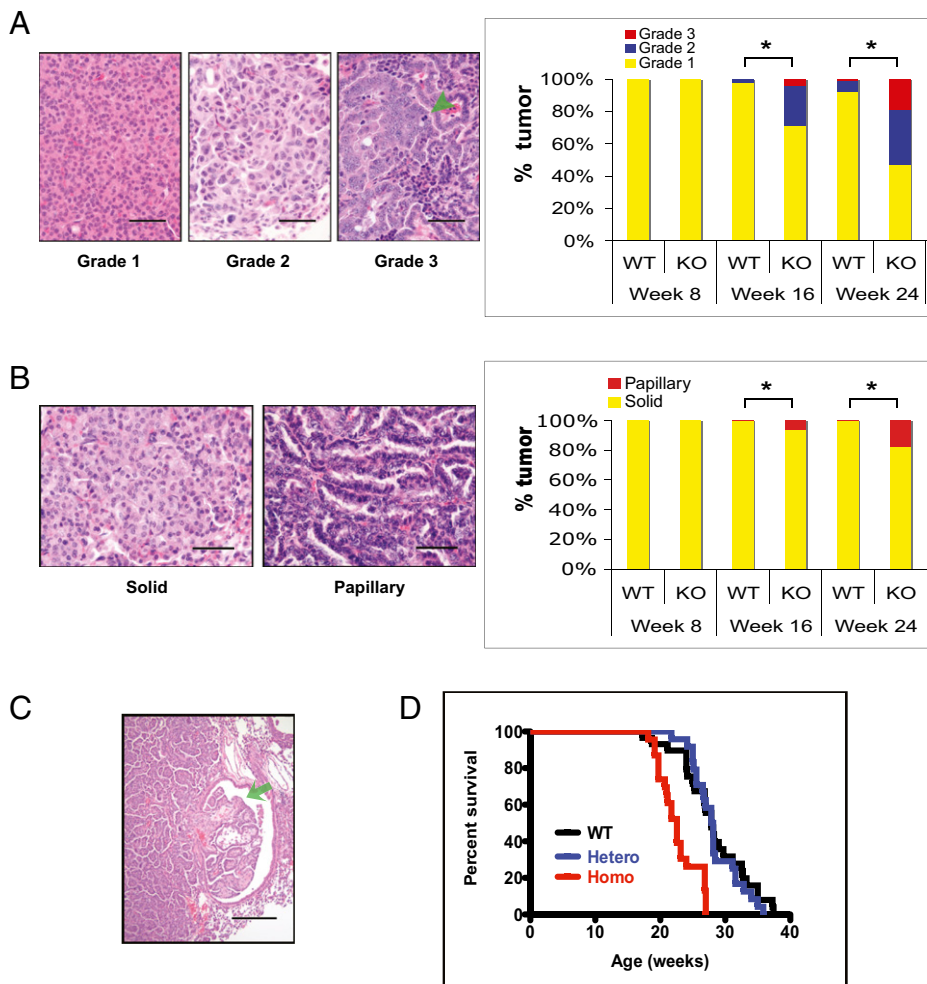 A
Grade 1
Grade 2
Grade 3
Grade 3
Grade 2
Grade 1
* *
% tumor
100%
80%
60%
40%
20%
0%
WT KO WT KO WT KO
Week 8 Week 16 Week 24
B
Solid
Papillary
Papillary
Solid
* *
% tumor
100%
80%
60%
40%
20%
0%
WT KO WT KO WT KO
Week 8 Week 16 Week 24
C
D
Percent survival
100
80
60
40
20
0
WT
Hetero
Homo
0 10 20 30 40
Age (weeks)